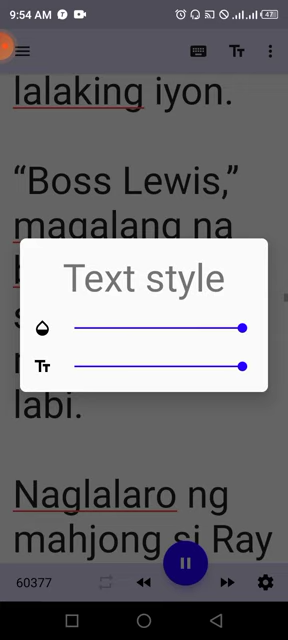 9:54 AM
lalaking iyon.
“Boss Lewis,”
magalang na
Text style
labi.
Naglalaro ng
mahjong si Ray
60377